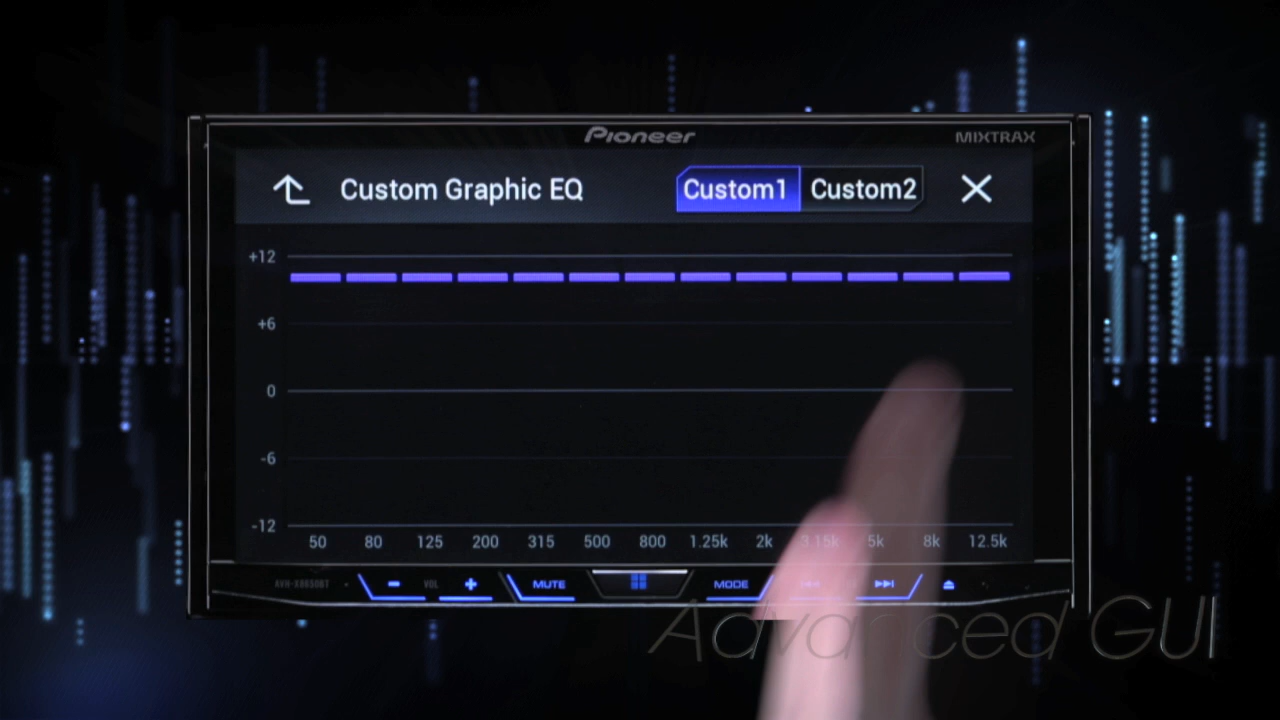 Pioneer MIXTRAX
Custom Graphic EQ Custom1 Custom2
+12
+6
0
-6
-12
50 80 125 200 315 500 800 1.25k 2k 3.15k 5k 8k 12.5k
VOL MUTE MODE
Advanced GUI